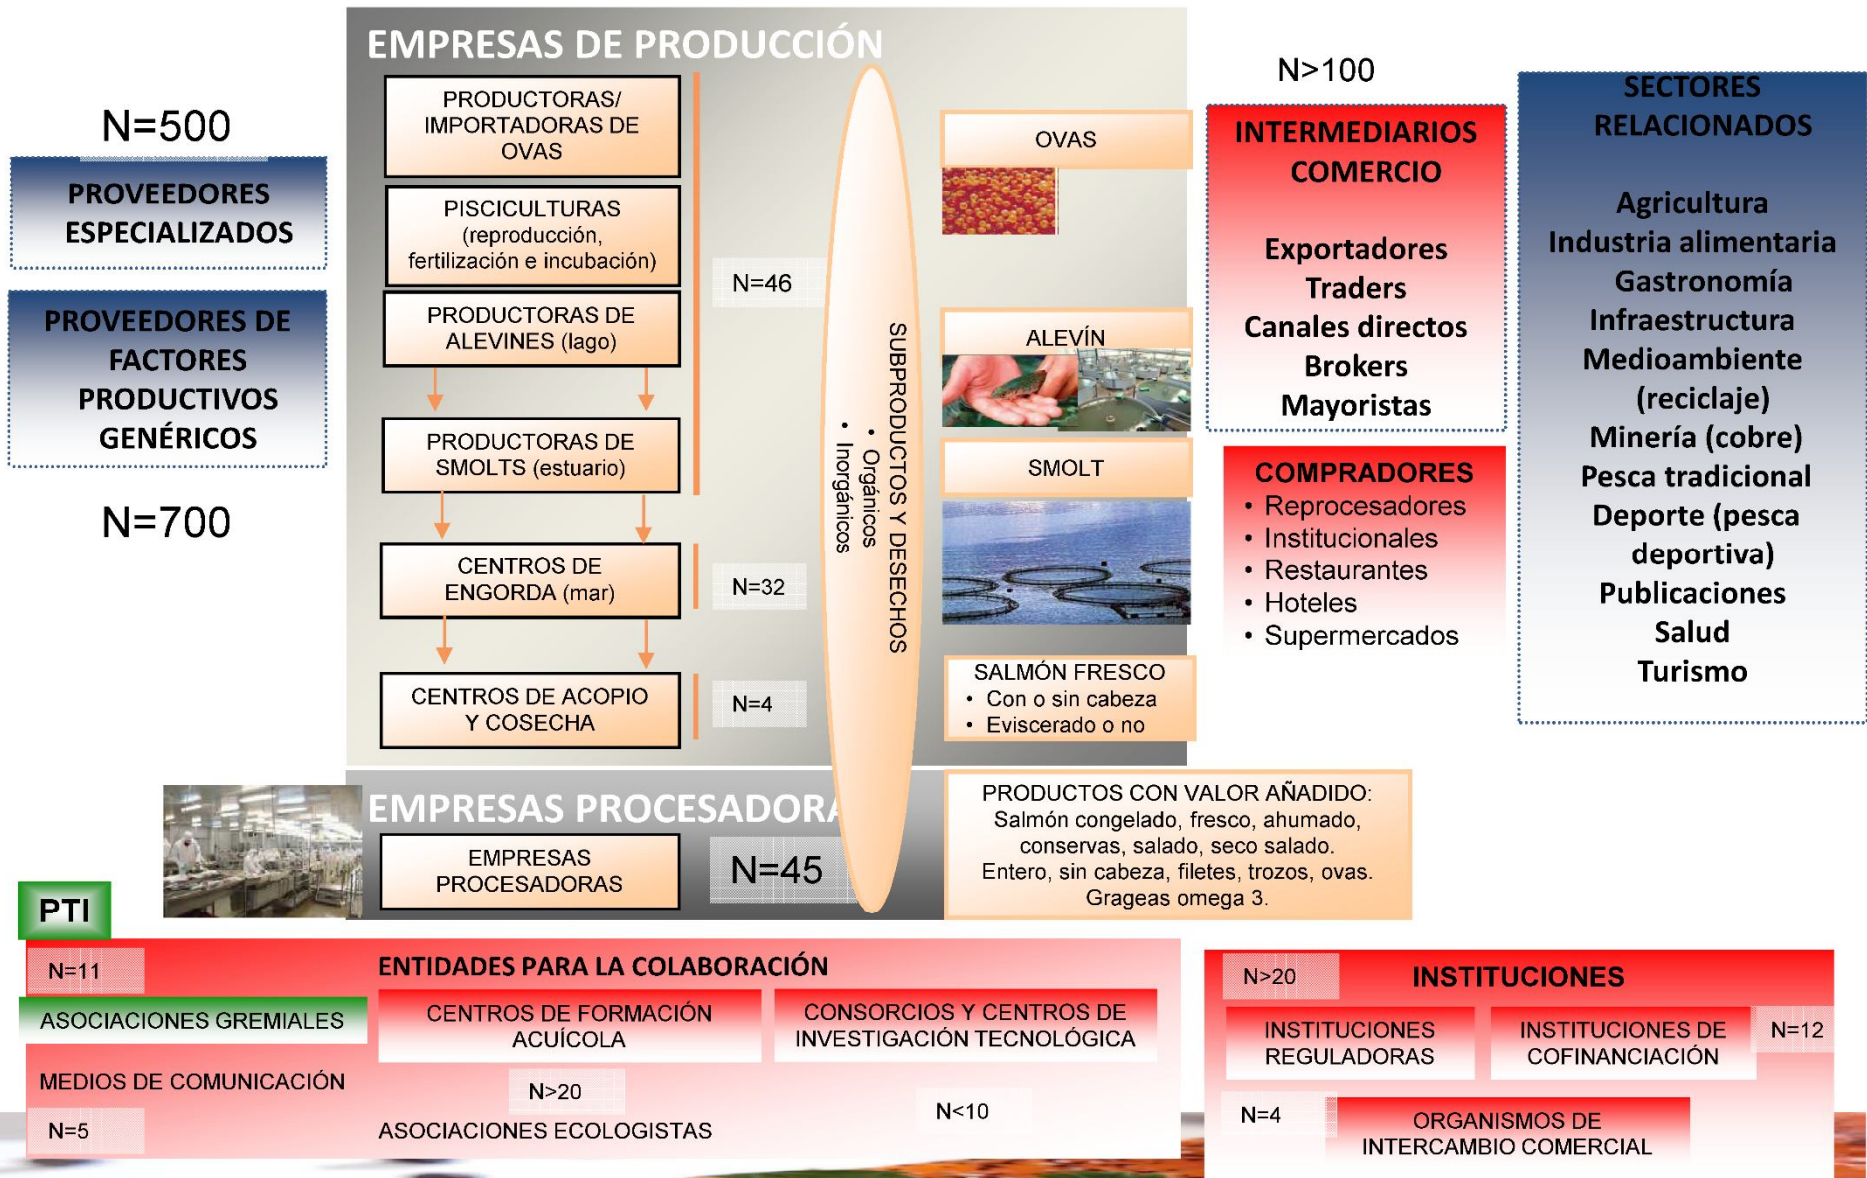 N=500
PROVEEDORES
ESPECIALIZADOS
PROVEEDORES DE
FACTORES
PRODUCTIVOS
GENÉRICOS
N=700
EMPRESAS DE PRODUCCIÓN
PRODUCTORAS/
IMPORTADORAS DE
OVAS
PISCICULTURAS
(reproducción,
fertilización e incubación)
PRODUCTORAS DE
ALEVINES (lago)
PRODUCTORAS DE
SMOLTS (estuario)
CENTROS DE
ENGORDA (mar)
CENTROS DE ACOPIO
Y COSECHA
N=46
N=32
N=4
SUBPRODUCTOS Y DESECHOS
• Orgánicos
• Inorgánicos
OVAS
ALEVÍN
SMOLT
SALMÓN FRESCO
• Con o sin cabeza
• Eviscerado o no
N>100
INTERMEDIARIOS
COMERCIO
Exportadores
Traders
Canales directos
Brokers
Mayoristas
COMPRADORES
• Reprocesadores
• Institucionales
• Restaurantes
• Hoteles
• Supermercados
SECTORES
RELACIONADOS
Agricultura
Industria alimentaria
Gastronomía
Infraestructura
Medioambiente
(reciclaje)
Minería (cobre)
Pesca tradicional
Deporte (pesca
deportiva)
Publicaciones
Salud
Turismo
EMPRESAS PROCESADORA
EMPRESAS
PROCESADORAS
N=45
PRODUCTOS CON VALOR AÑADIDO:
Salmón congelado, fresco, ahumado,
conservas, salado, seco salado.
Entero, sin cabeza, filetes, trozos, ovas.
Grageas omega 3.
PTI
N=11
ENTIDADES PARA LA COLABORACIÓN
ASOCIACIONES GREMIALES
CENTROS DE FORMACIÓN
ACUÍCOLA
CONSORCIOS Y CENTROS DE
INVESTIGACIÓN TECNOLÓGICA
MEDIOS DE COMUNICACIÓN
N>20
N<10
N=5
ASOCIACIONES ECOLOGISTAS
N>20
INSTITUCIONES
INSTITUCIONES
REGULADORAS
INSTITUCIONES DE
COFINANCIACIÓN
N=12
N=4
ORGANISMOS DE
INTERCAMBIO COMERCIAL